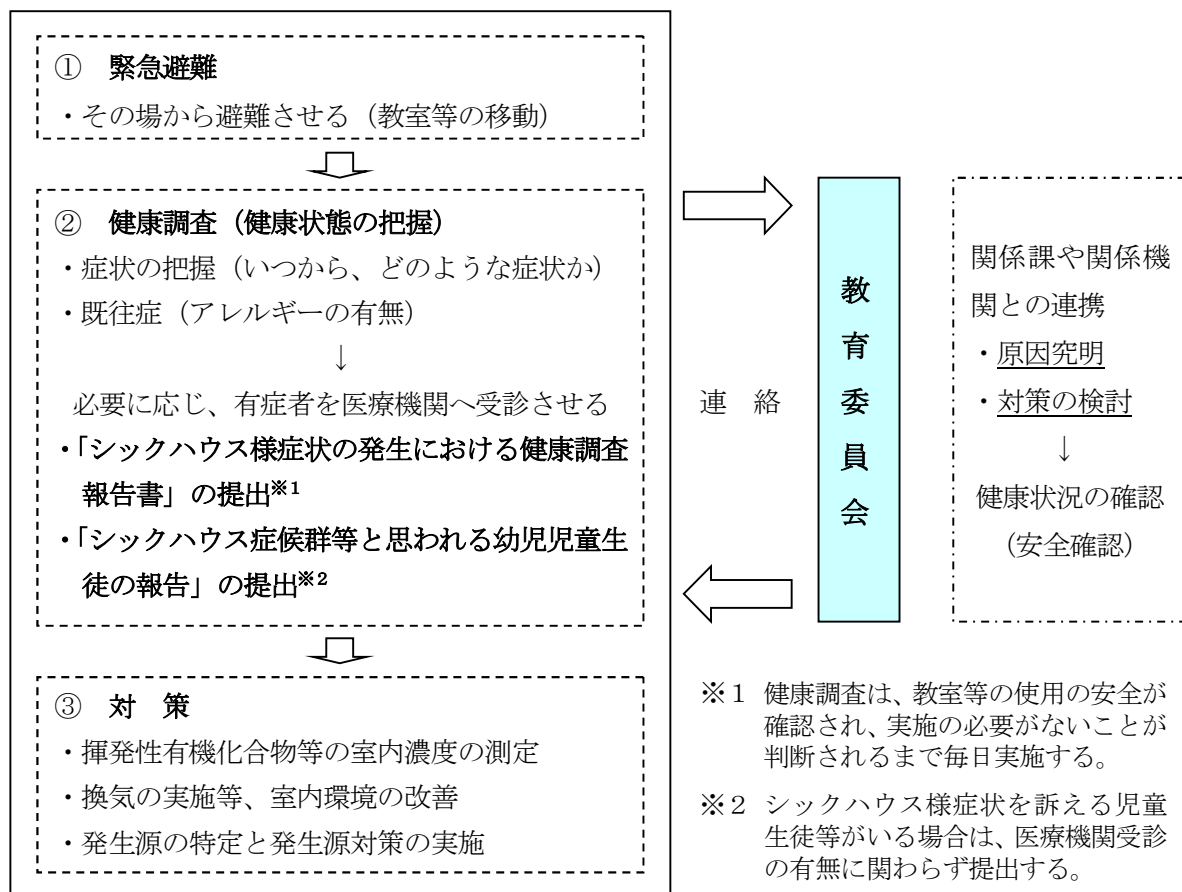 ① 緊急避難
・その場から避難させる（教室等の移動）
② 健康調査（健康状態の把握）
・症状の把握（いつから、どのような症状か）
・既往症（アレルギーの有無）
↓
必要に応じ、有症者を医療機関へ受診させる
・「シックハウス様症状の発生における健康調査
報告書」の提出※1
・「シックハウス症候群等と思われる幼児児童生
徒の報告」の提出※2
③ 対 策
・揮発性有機化合物等の室内濃度の測定
・換気の実施等、室内環境の改善
・発生源の特定と発生源対策の実施
連 絡
教
育
委
員
会
関係課や関係機
関との連携
・原因究明
・対策の検討
↓
健康状況の確認
（安全確認）
※１ 健康調査は、教室等の使用の安全が
確認され、実施の必要がないことが
判断されるまで毎日実施する。
※２ シックハウス様症状を訴える児童
生徒等がいる場合は、医療機関受診
の有無に関わらず提出する。